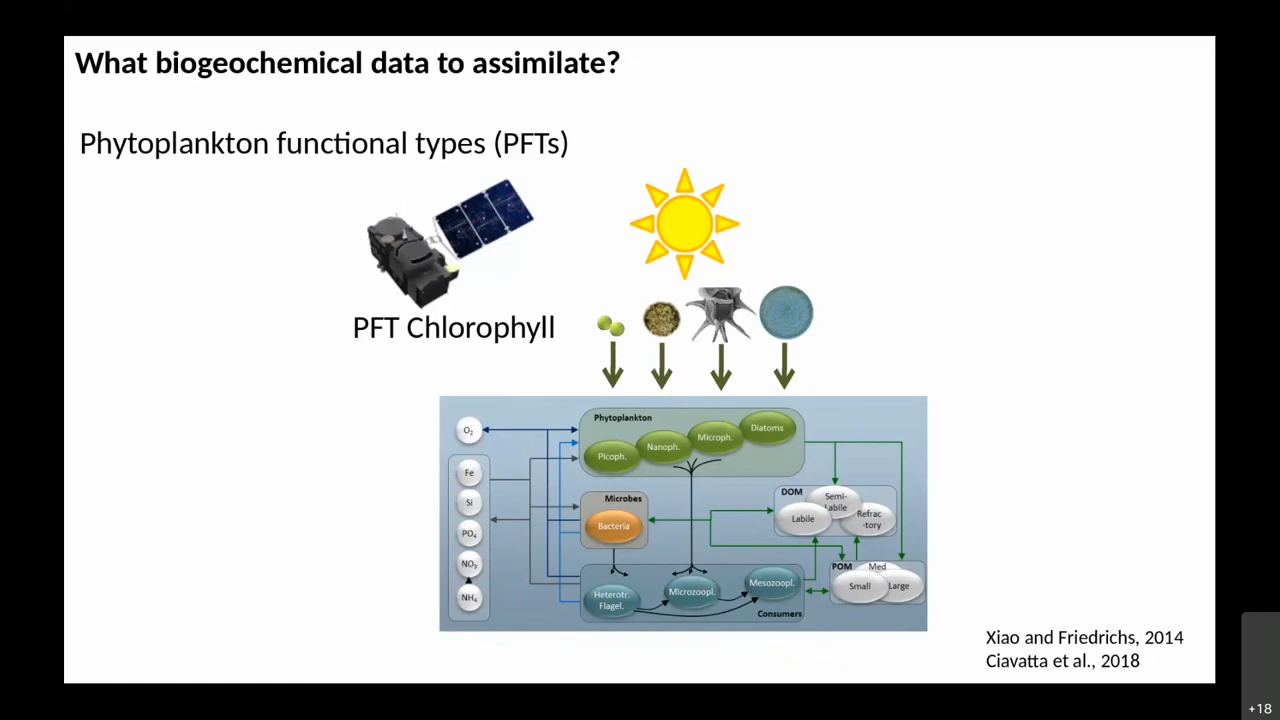 What biogeochemical data to assimilate?
Phytoplankton functional types (PFTs)
PFT Chlorophyll
Phytoplankton
Picoph.
Nanoph.
Microph.
Diatoms
O₂
Fe
Si
PO₄
NO₃
NH₄
Microbes
Bacteria
DOM
Semi-
Labile
Labile
Refrac
-tory
POM
Med
Small
Large
Heterotr.
Flagel.
Microzoopl.
Mesozoopl.
Consumers
Xiao and Friedrichs, 2014
Ciavatta et al., 2018
+18